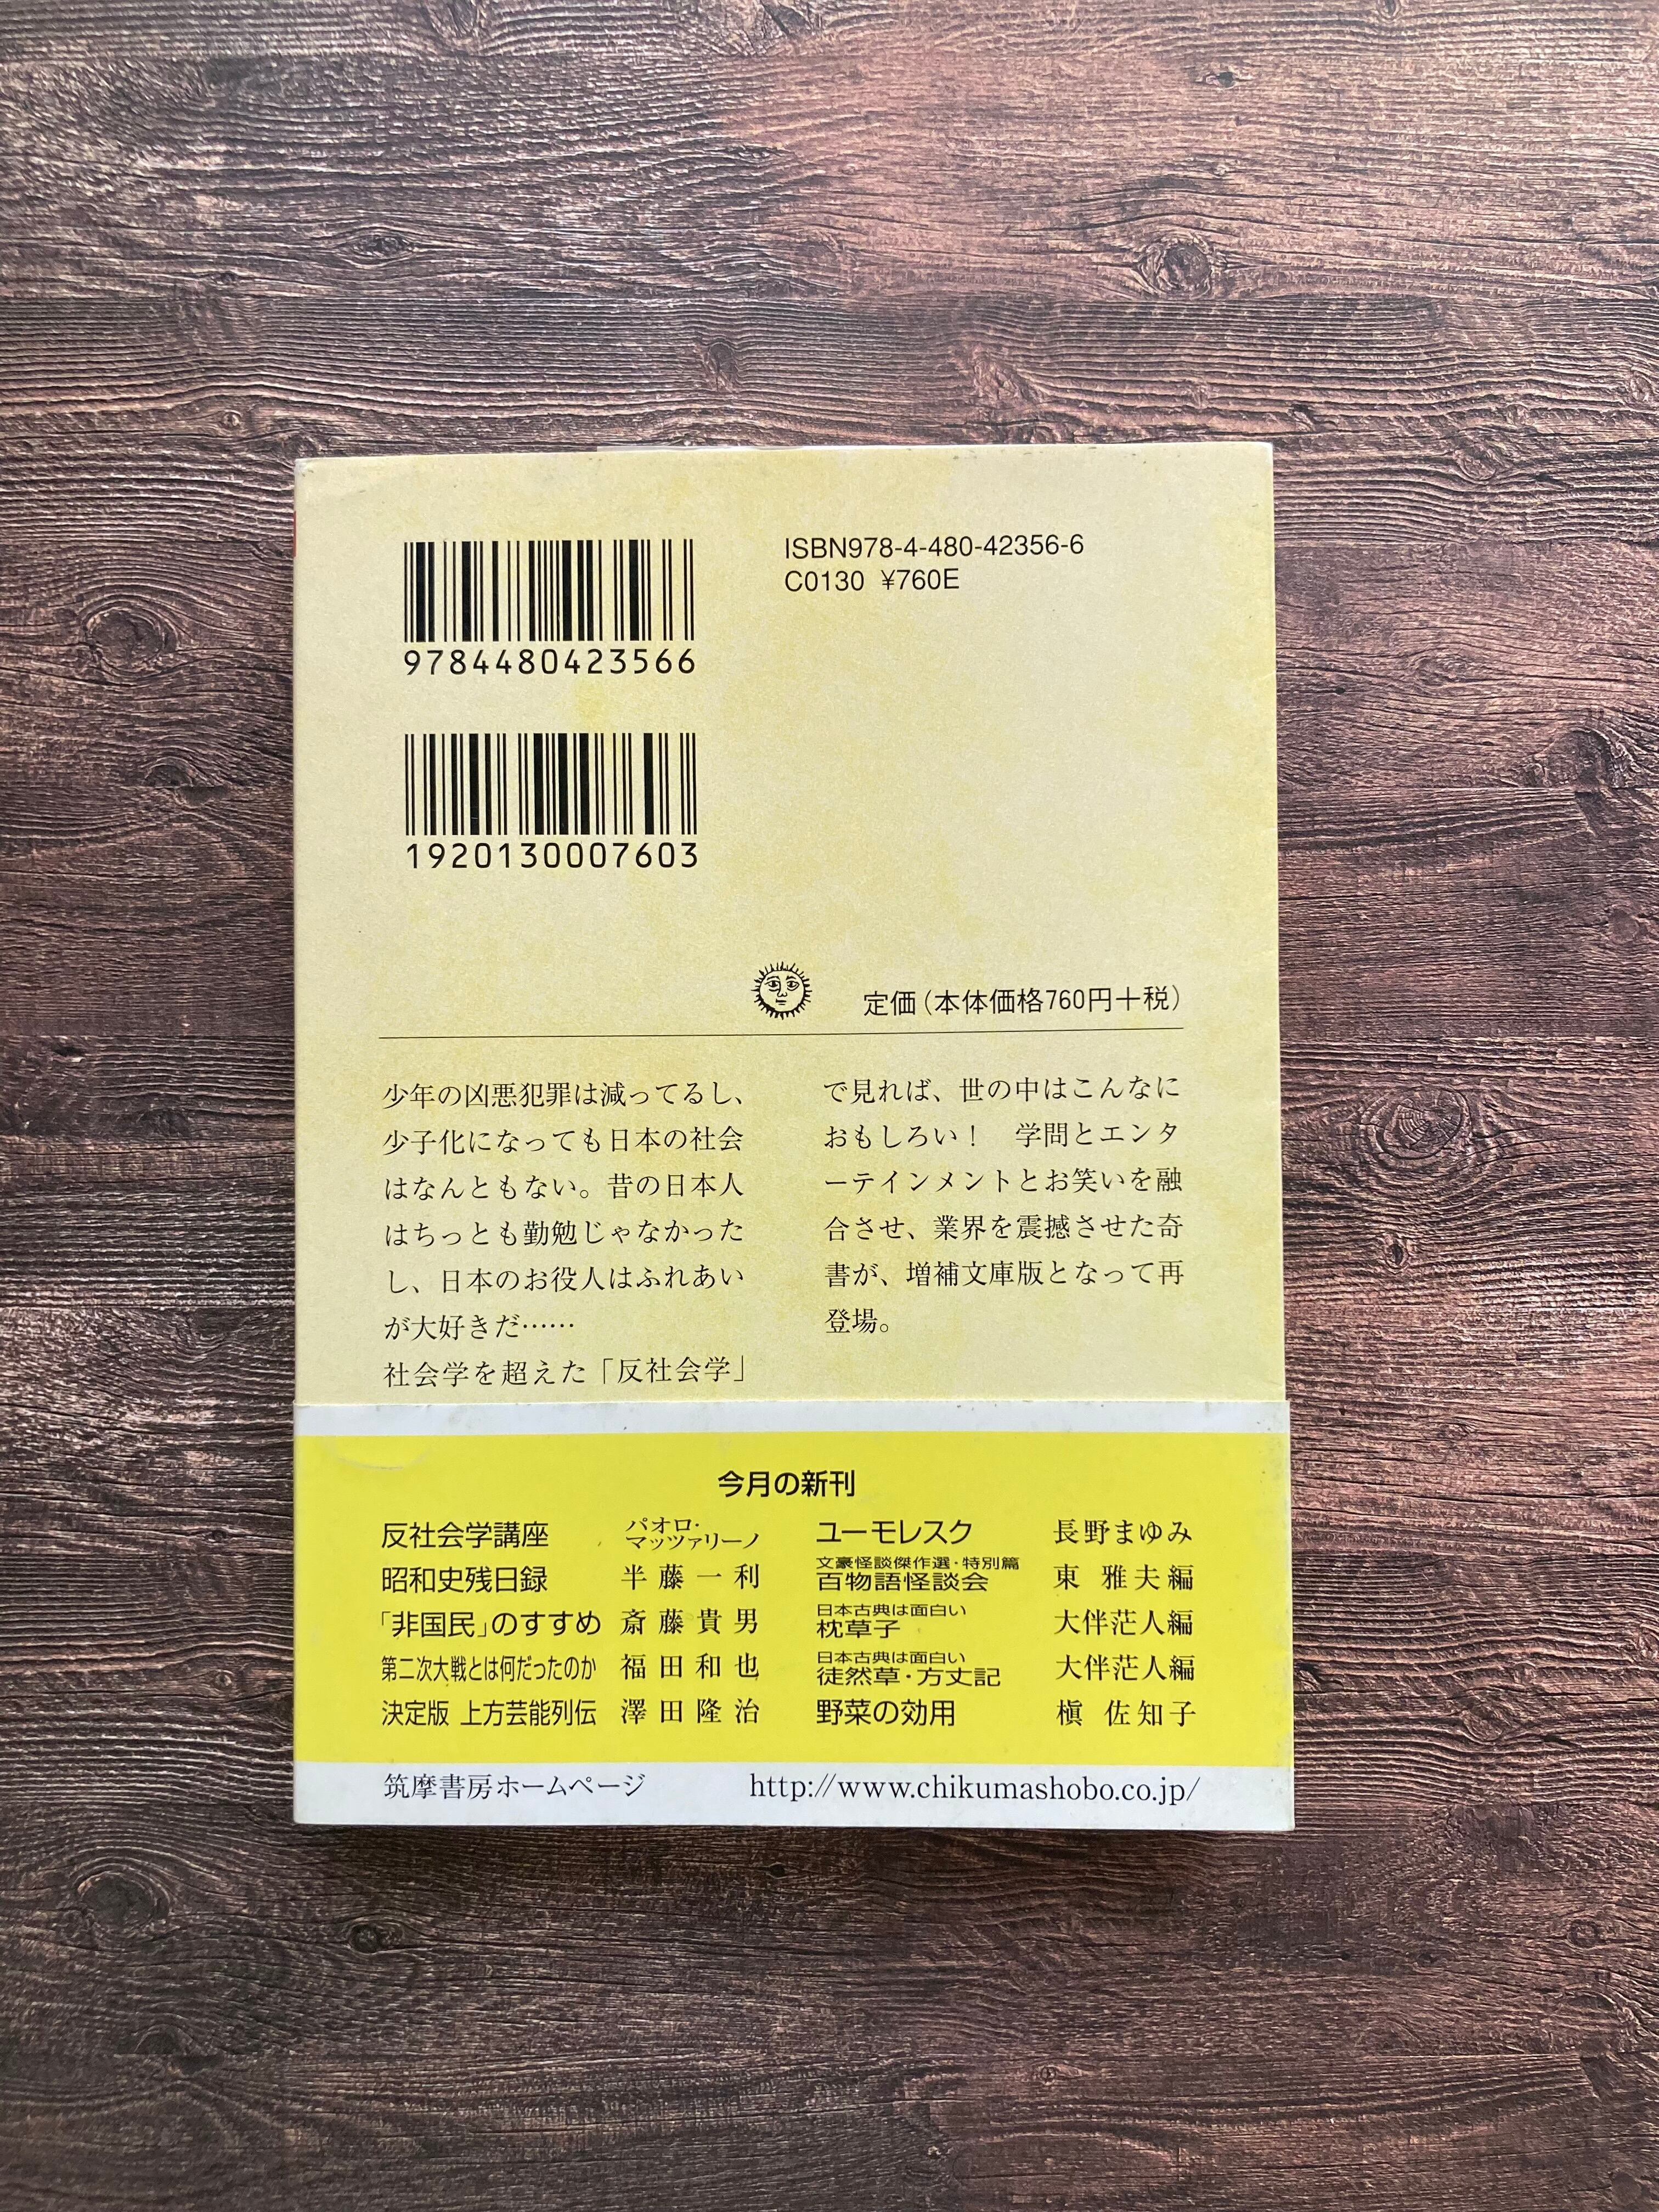 ISBN978-4-480-42356-6
C0130 ¥760E
9784480423566
1920130007603
定価（本体価格760円＋税）
少年の凶悪犯罪は減ってるし、
少子化になっても日本の社会
はなんともない。昔の日本人
はちっとも勤勉じゃなかった
し、日本のお役人はふれあい
が大好きだ……
社会学を超えた「反社会学」
で見れば、世の中はこんなに
おもしろい！　学問とエンタ
ーテインメントとお笑いを融
合させ、業界を震撼させた奇
書が、増補文庫版となって再
登場。
今月の新刊
反社会学講座 パオロ・マッツァリーノ
昭和史残日録 半藤一利
「非国民」のすすめ 斎藤貴男
第二次大戦とは何だったのか 福田和也
決定版 上方芸能列伝 澤田隆治
ユーモレスク 長野まゆみ
文豪怪談傑作選・特別篇
百物語怪談会 東 雅夫編
日本古典は面白い
枕草子 大伴茫人編
日本古典は面白い
徒然草・方丈記 大伴茫人編
野菜の効用 槇 佐知子
筑摩書房ホームページ http://www.chikumashobo.co.jp/